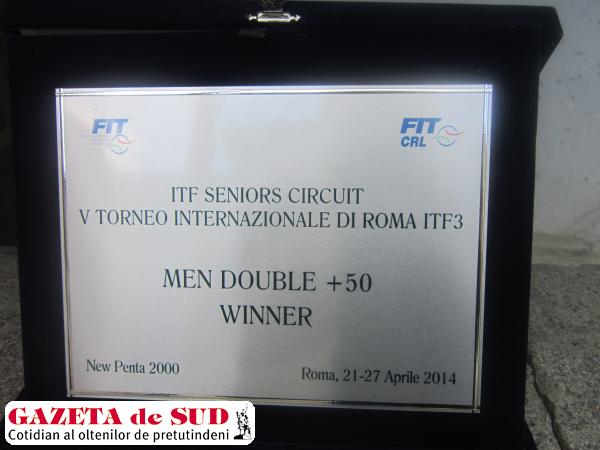 FIT
FIT
CRL
ITF SENIORS CIRCUIT
V TORNEO INTERNAZIONALE DI ROMA ITF3
MEN DOUBLE +50
WINNER
New Penta 2000
Roma, 21-27 Aprile 2014
GAZETA de SUD
Cotidian al oltenilor de pretutindeni